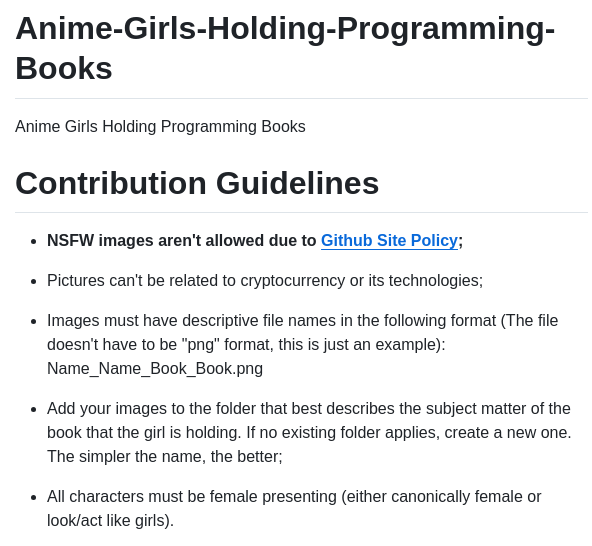 Anime-Girls-Holding-Programming-
Books
Anime Girls Holding Programming Books
Contribution Guidelines
• NSFW images aren't allowed due to Github Site Policy;
• Pictures can't be related to cryptocurrency or its technologies;
• Images must have descriptive file names in the following format (The file
doesn't have to be "png" format, this is just an example):
Name_Name_Book_Book.png
• Add your images to the folder that best describes the subject matter of the
book that the girl is holding. If no existing folder applies, create a new one.
The simpler the name, the better;
• All characters must be female presenting (either canonically female or
look/act like girls).